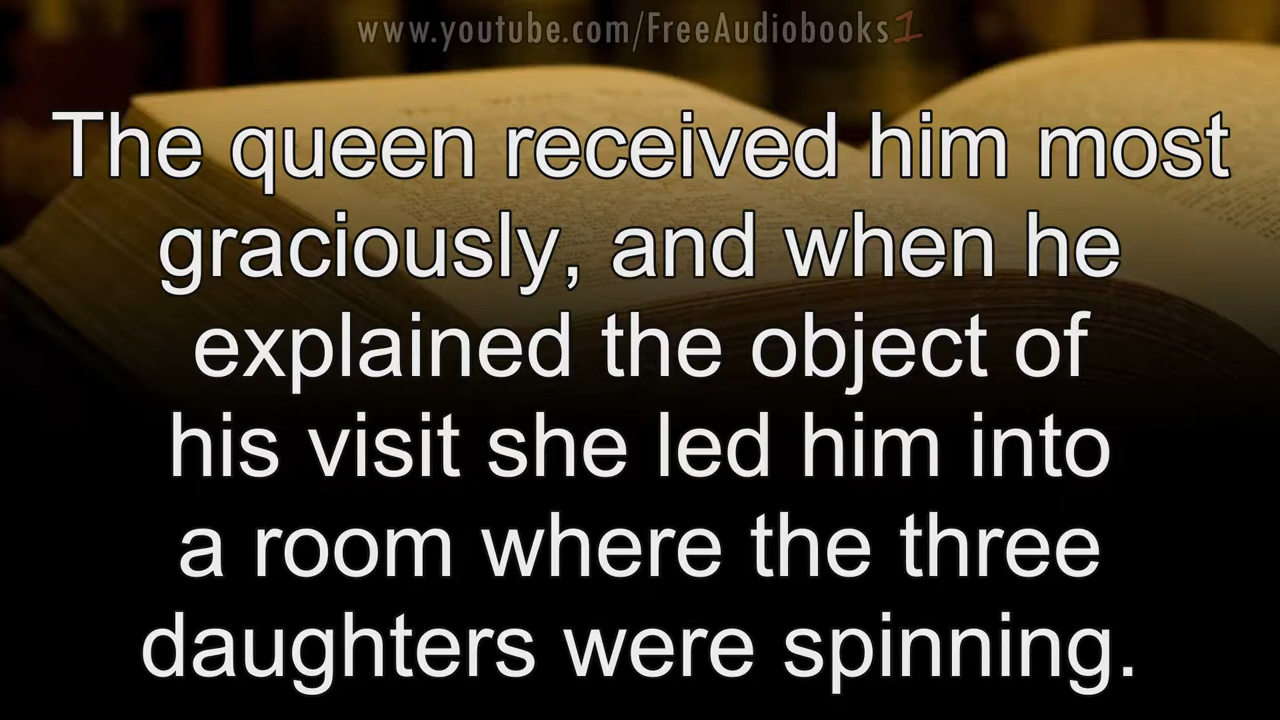 www.youtube.com/FreeAudiobooks1
The queen received him most
graciously, and when he
explained the object of
his visit she led him into
a room where the three
daughters were spinning.